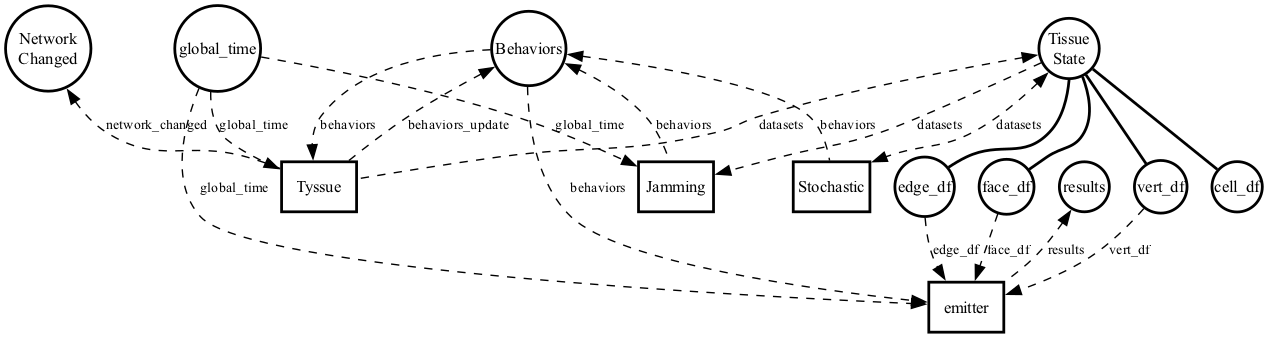 Network
Changed
global_time
Behaviors
Tissue
State
network_changed
global_time
behaviors
behaviors_update
global_time
behaviors
datasets
behaviors
datasets
datasets
global_time
Tyssue
behaviors
Jamming
Stochastic
edge_df
face_df
results
vert_df
cell_df
edge_df
face_df
results
vert_df
emitter